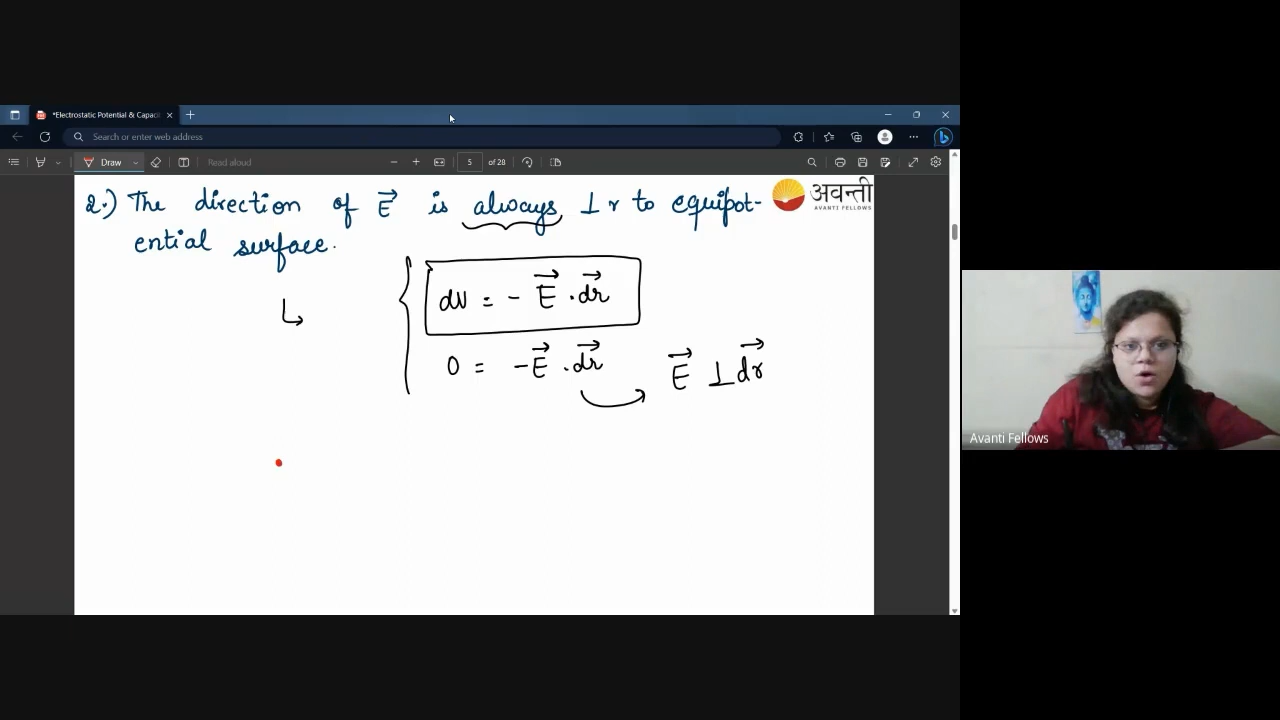 *Electrostatic Potential & Capaci
Search or enter web address
Draw
Read aloud
5 of 28
2.) The direction of E⃗ is always ⊥r to equipot-
ential surface.
अवन्ती
AVANTI FELLOWS
dV = - E⃗ . dr⃗
0 = - E⃗ . dr⃗
E⃗ ⊥ dr⃗
Avanti Fellows